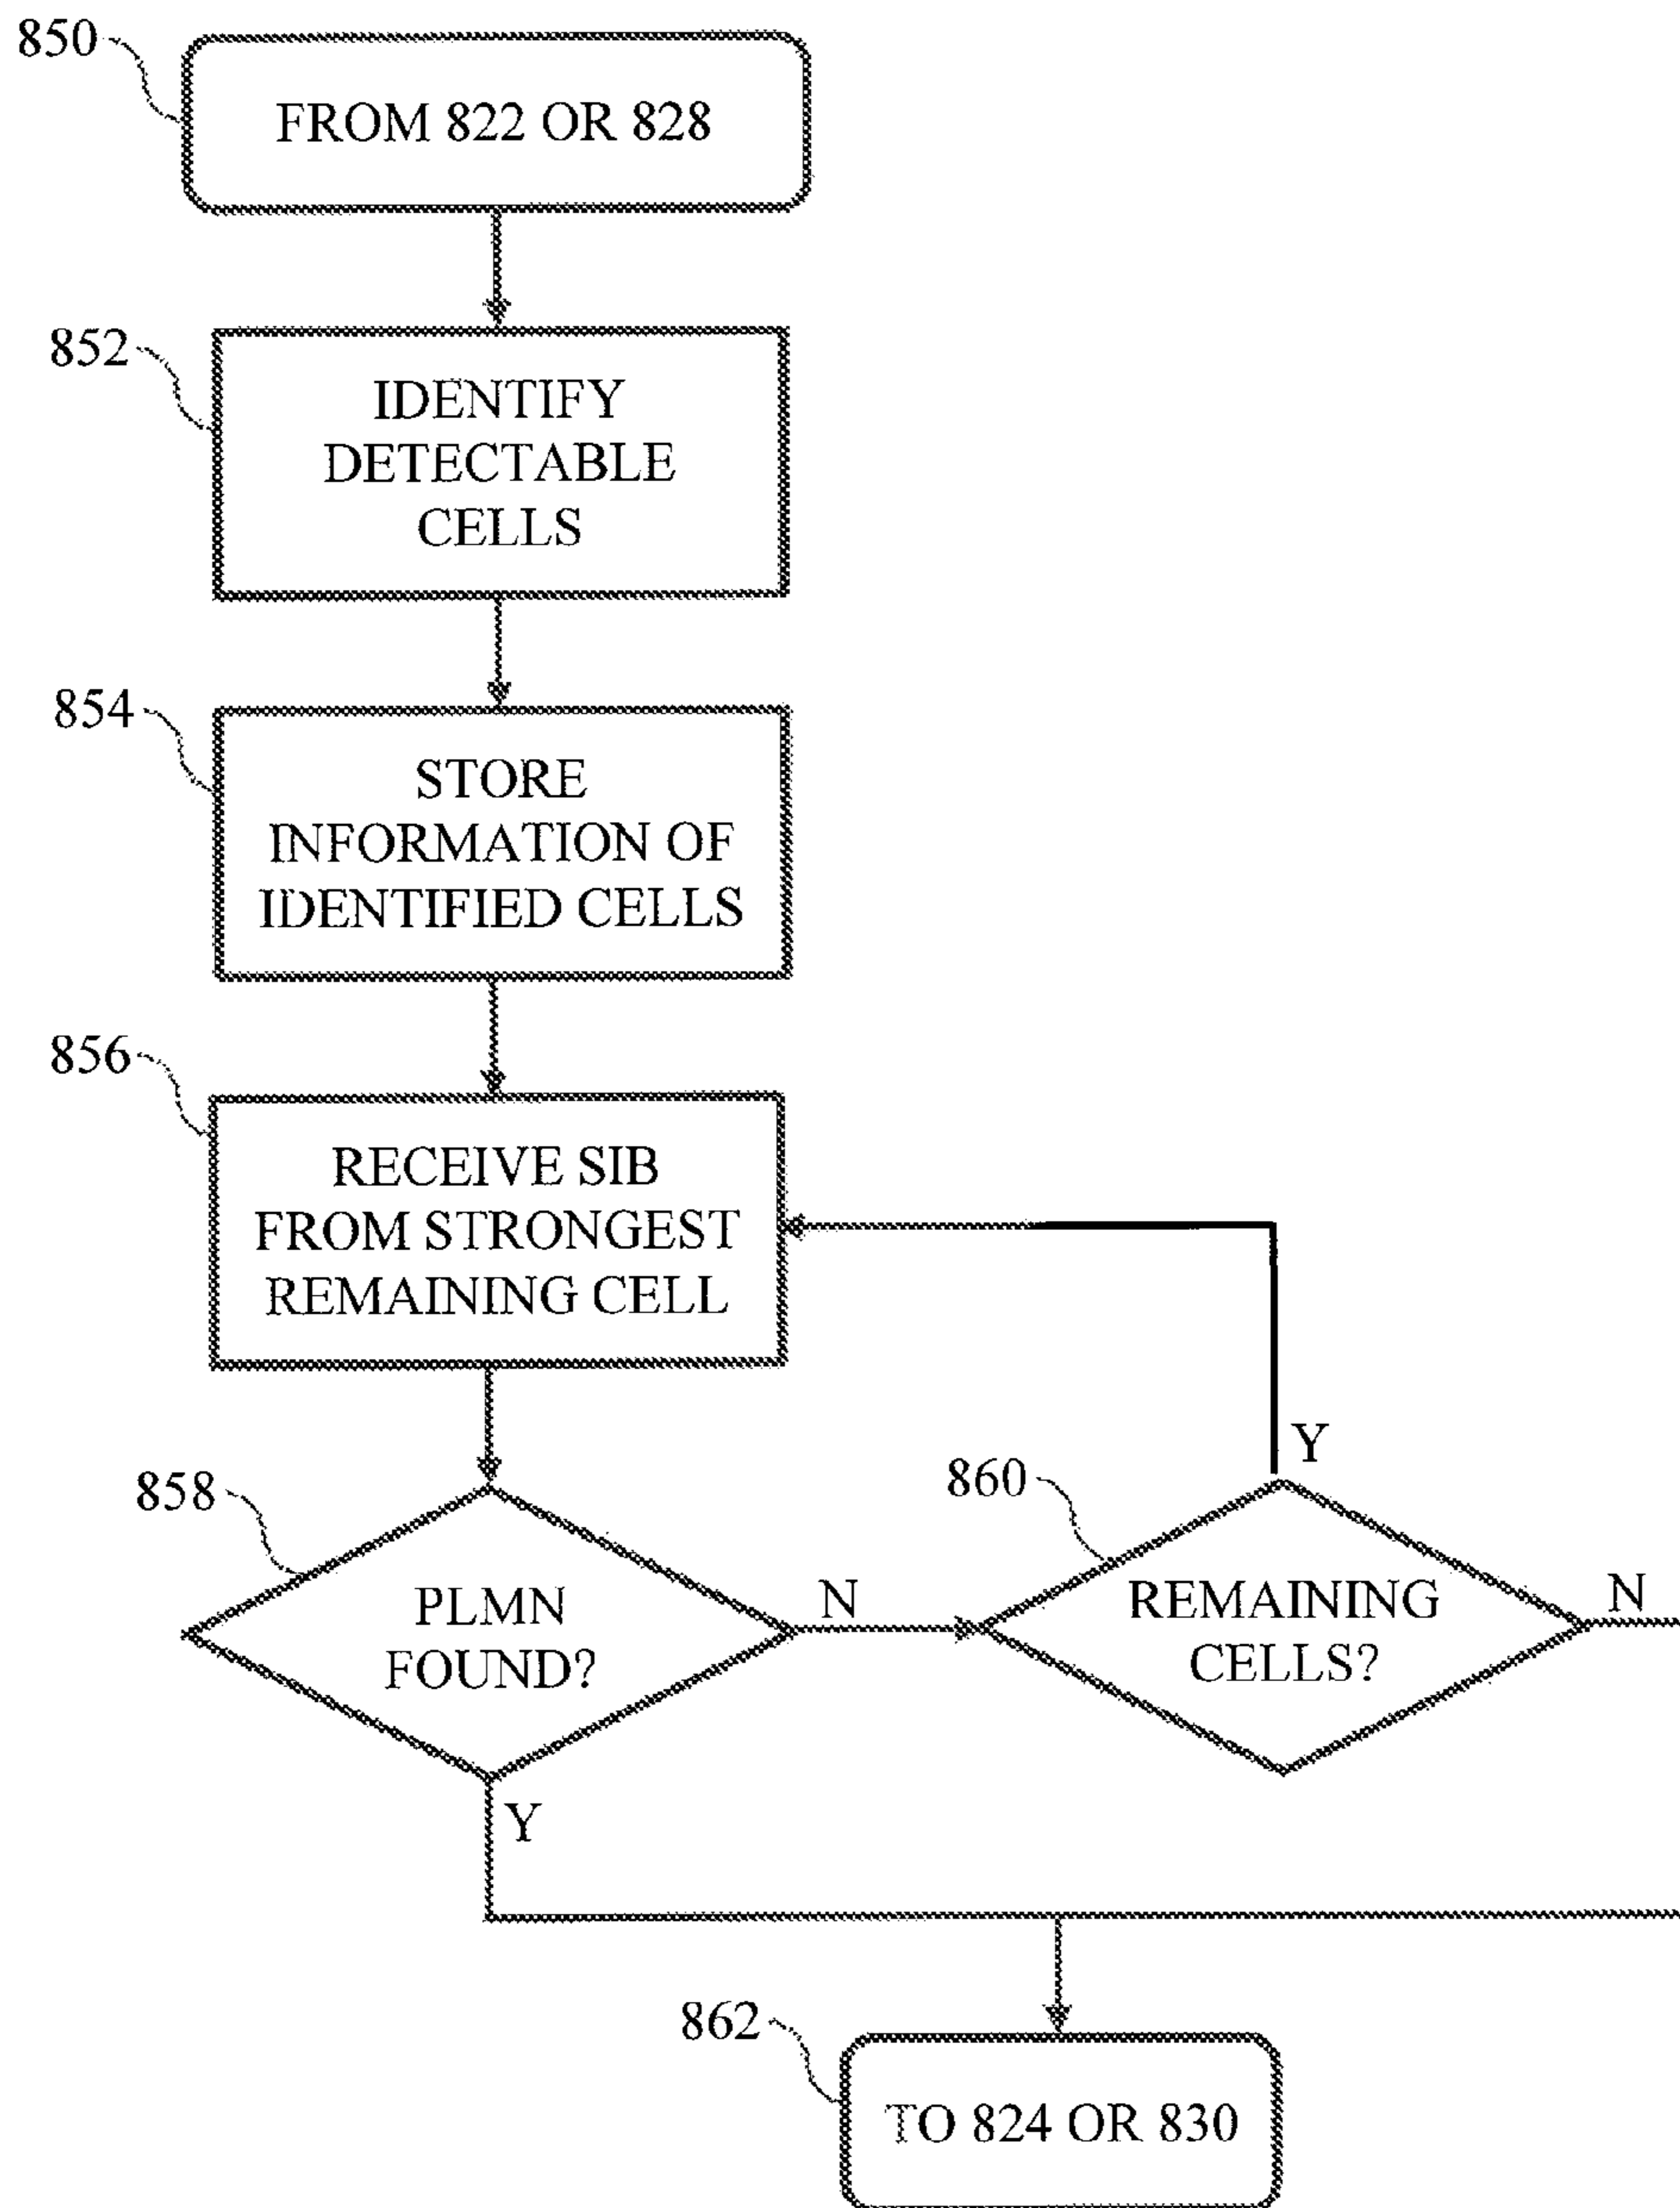 850
FROM 822 OR 828
852
IDENTIFY
DETECTABLE
CELLS
854
STORE
INFORMATION OF
IDENTIFIED CELLS
856
RECEIVE SIB
FROM STRONGEST
REMAINING CELL
858
PLMN
FOUND?
N
Y
860
REMAINING
CELLS?
Y
N
862
TO 824 OR 830